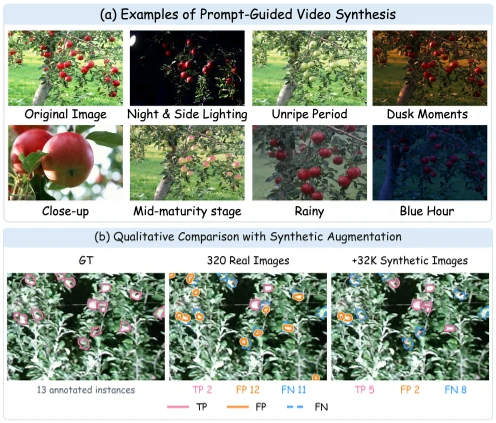 (a) Examples of Prompt-Guided Video Synthesis
Original Image Night & Side Lighting Unripe Period Dusk Moments
Close-up Mid-maturity stage Rainy Blue Hour
(b) Qualitative Comparison with Synthetic Augmentation
GT 320 Real Images +32K Synthetic Images
13 annotated instances TP 2 FP 12 FN 11 TP 5 FP 2 FN 8
TP FP FN